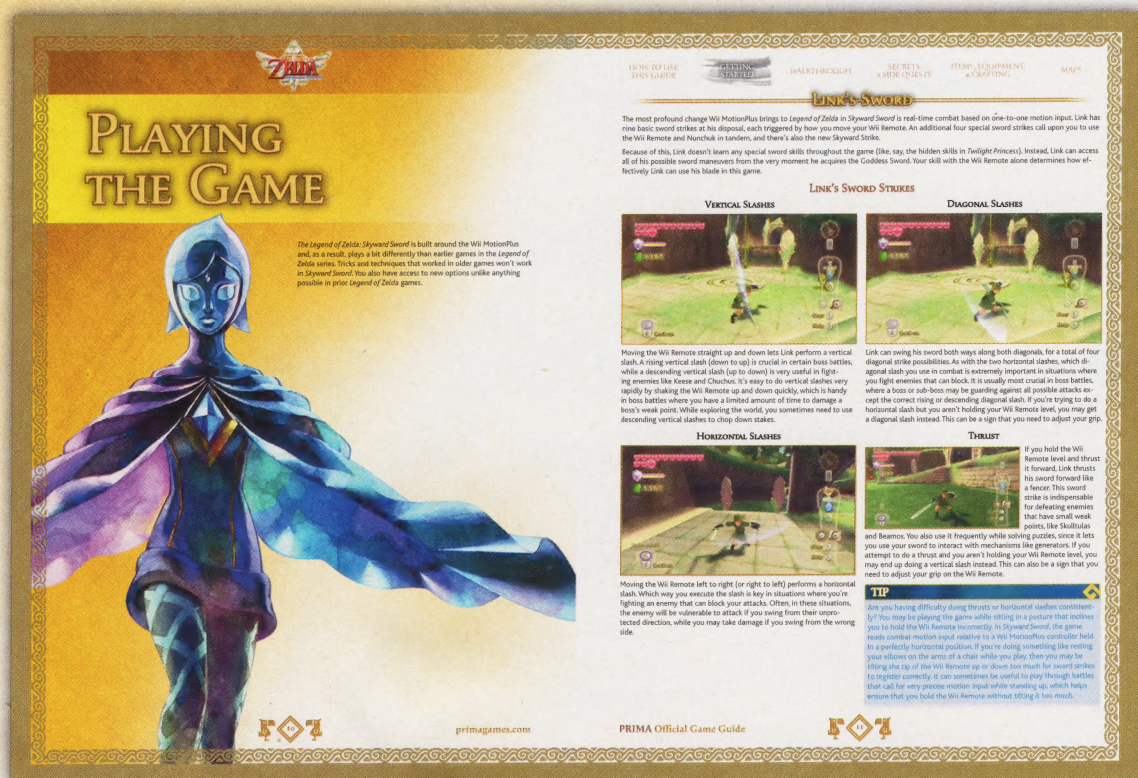 ZELDA
PLAYING
THE GAME
The Legend of Zelda: Skyward Sword is built around the Wii MotionPlus
and, as a result, plays a bit differently than earlier games in the Legend of
Zelda series. Tricks and techniques that worked in older games won't work
in Skyward Sword. You also have access to new options unlike anything
possible in prior Legend of Zelda games.
10
primagames.com
HOW TO USE
THIS GUIDE
GETTING
STARTED
WALKTHROUGH
SECRETS
& SIDE QUESTS
ITEMS, EQUIPMENT
& CRAFTING
MAPS
LINK'S SWORD
The most profound change Wii MotionPlus brings to Legend of Zelda in Skyward Sword is real-time combat based on one-to-one motion input. Link has
nine basic sword strikes at his disposal, each triggered by how you move your Wii Remote. An additional four special sword strikes call upon you to use
the Wii Remote and Nunchuk in tandem, and there's also the new Skyward Strike.
Because of this, Link doesn't learn any special sword skills throughout the game (like, say, the hidden skills in Twilight Princess). Instead, Link can access
all of his possible sword maneuvers from the very moment he acquires the Goddess Sword. Your skill with the Wii Remote alone determines how ef-
fectively Link can use his blade in this game.
LINK'S SWORD STRIKES
VERTICAL SLASHES
Moving the Wii Remote straight up and down lets Link perform a vertical
slash. A rising vertical slash (down to up) is crucial in certain boss battles,
while a descending vertical slash (up to down) is very useful in fight-
ing enemies like Keese and Chuchus. It's easy to do vertical slashes very
rapidly by shaking the Wii Remote up and down quickly, which is handy
in boss battles where you have a limited amount of time to damage a
boss's weak point. While exploring the world, you sometimes need to use
descending vertical slashes to chop down stakes.
HORIZONTAL SLASHES
Moving the Wii Remote left to right (or right to left) performs a horizontal
slash. Which way you execute the slash is key in situations where you're
fighting an enemy that can block your attacks. Often, in these situations,
the enemy will be vulnerable to attack if you swing from their unpro-
tected direction, while you may take damage if you swing from the wrong
side.
DIAGONAL SLASHES
Link can swing his sword both ways along both diagonals, for a total of four
diagonal strike possibilities. As with the two horizontal slashes, which di-
agonal slash you use in combat is extremely important in situations where
you fight enemies that can block. It is usually most crucial in boss battles,
where a boss or sub-boss may be guarding against all possible attacks ex-
cept the correct rising or descending diagonal slash. If you're trying to do a
horizontal slash but you aren't holding your Wii Remote level, you may get
a diagonal slash instead. This can be a sign that you need to adjust your grip.
THRUST
If you hold the Wii
Remote level and thrust
it forward, Link thrusts
his sword forward like
a fencer. This sword
strike is indispensable
for defeating enemies
that have small weak
points, like Skulltulas
and Beamos. You also use it frequently while solving puzzles, since it lets
you use your sword to interact with mechanisms like generators. If you
attempt to do a thrust and you aren't holding your Wii Remote level, you
may end up doing a vertical slash instead. This can also be a sign that you
need to adjust your grip on the Wii Remote.
TIP
Are you having difficulty doing thrusts or horizontal slashes consistent-
ly? You may be playing the game while sitting in a posture that inclines
you to hold the Wii Remote incorrectly. In Skyward Sword, the game
reads combat motion input relative to a Wii MotionPlus controller held
in a perfectly horizontal position. If you're doing something like resting
your elbows on the arms of a chair while you play, then you may be
tilting the tip of the Wii Remote up or down too much for sword strikes
to register correctly. It can sometimes be useful to play through battles
that call for very precise motion input while standing up, which helps
ensure that you hold the Wii Remote without tilting it too much.
PRIMA Official Game Guide
11